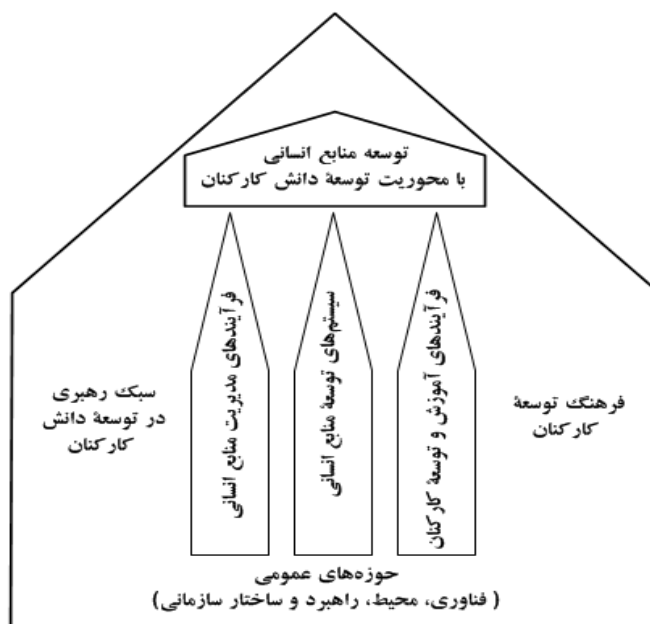 توسعه منابع انسانی
با محوریت توسعهٔ دانش کارکنان
فرآیندهای آموزش و توسعهٔ کارکنان
سیستم‌های توسعهٔ منابع انسانی
فرآیندهای مدیریت منابع انسانی
فرهنگ توسعهٔ
کارکنان
سبک رهبری
در توسعهٔ دانش
کارکنان
حوزه‌های عمومی
( فناوری، محیط، راهبرد و ساختار سازمانی)